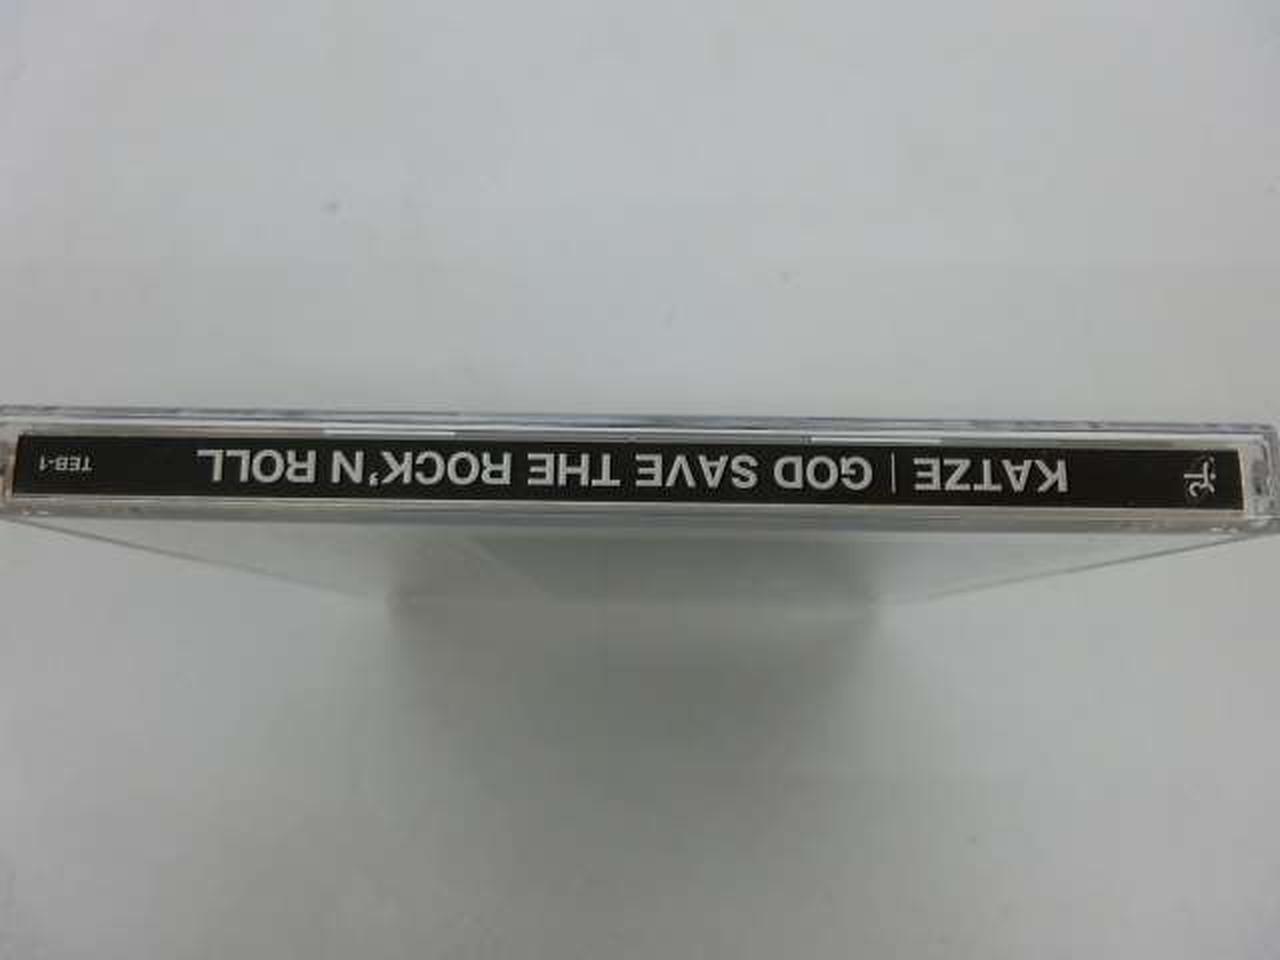 KATZE | GOD SAVE THE ROCK'N ROLL TEB-1